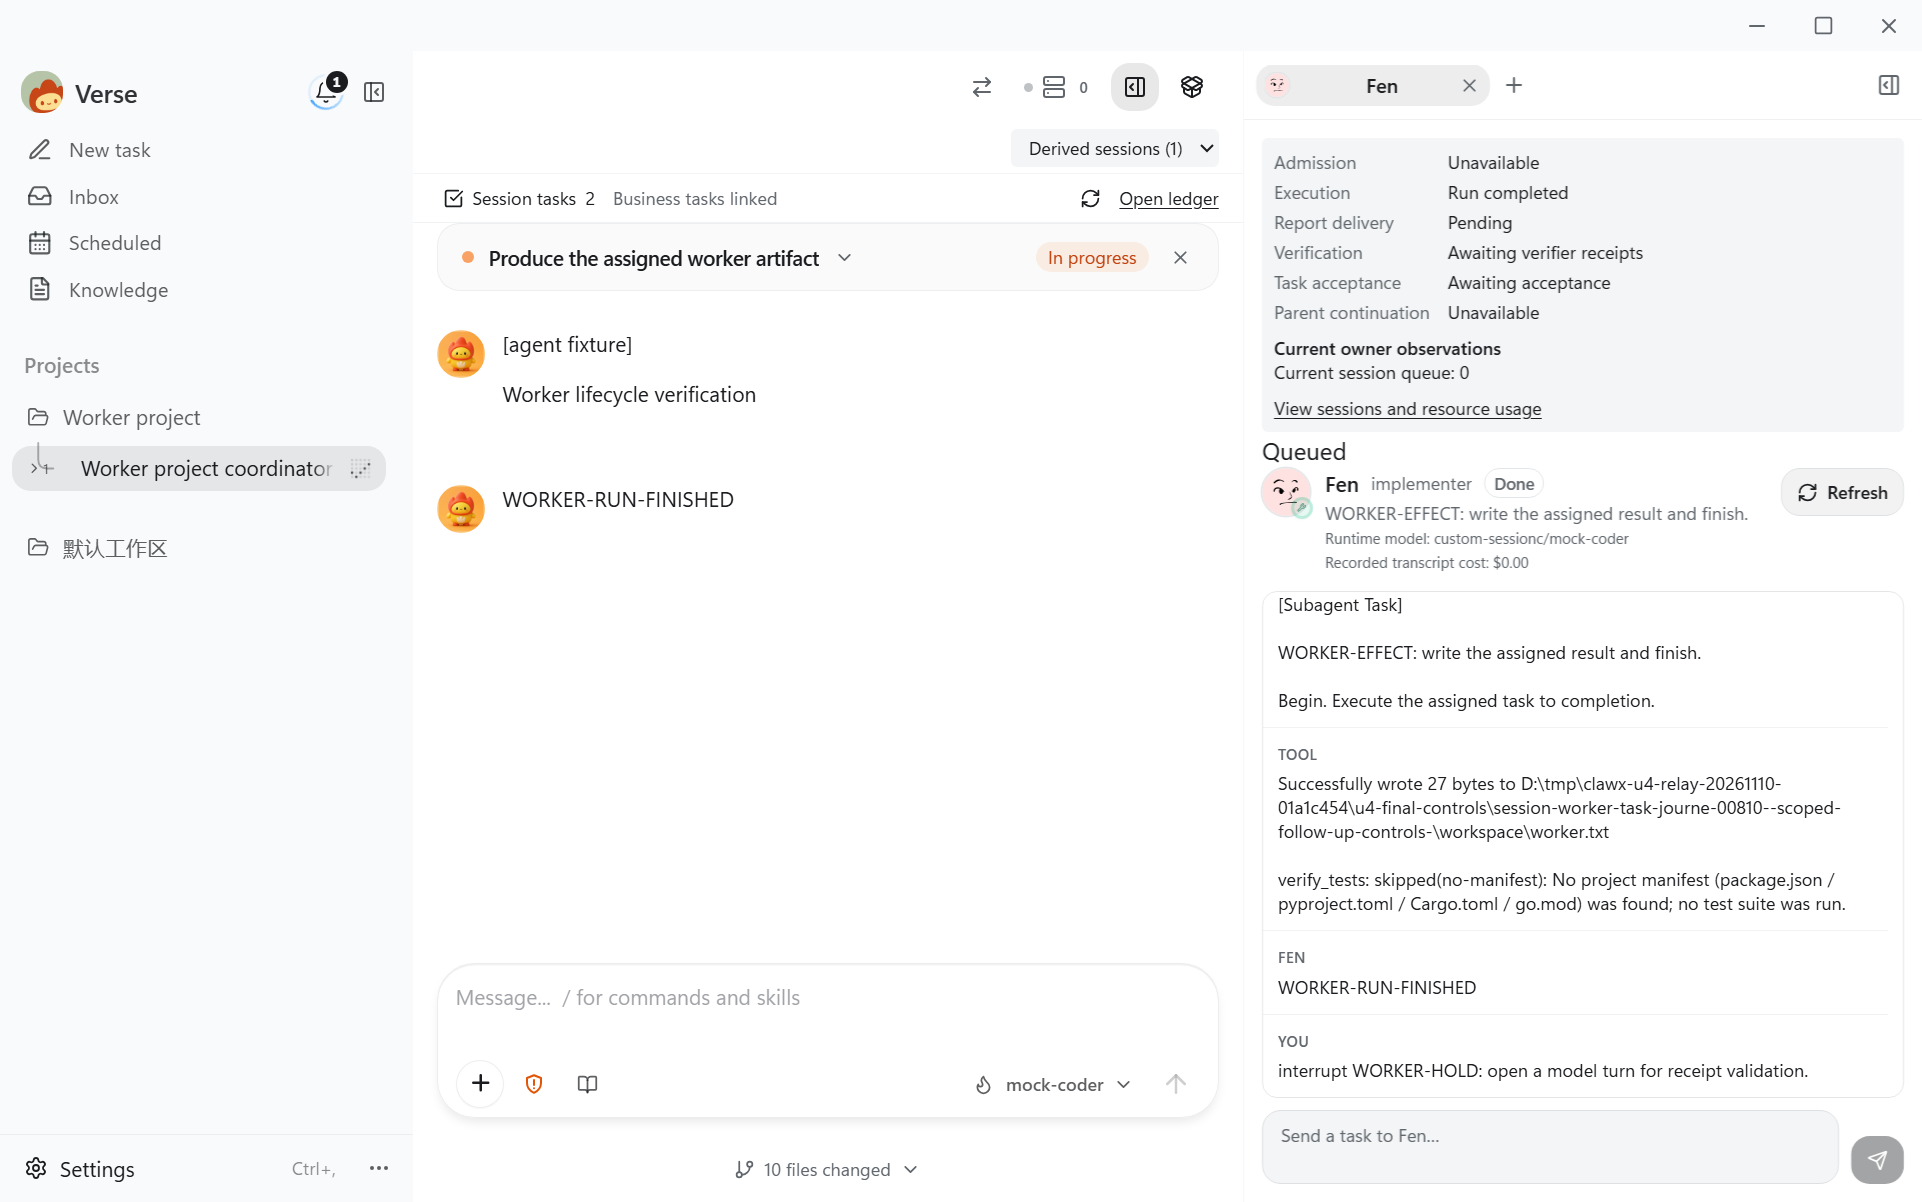 Verse
1
New task
Inbox
Scheduled
Knowledge
Projects
Worker project
Worker project coordinator
默认工作区
Settings
Ctrl+,
0
Derived sessions (1)
Session tasks 2 Business tasks linked
Open ledger
Produce the assigned worker artifact
In progress
[agent fixture]
Worker lifecycle verification
WORKER-RUN-FINISHED
Message... / for commands and skills
mock-coder
10 files changed
Fen
Admission Unavailable
Execution Run completed
Report delivery Pending
Verification Awaiting verifier receipts
Task acceptance Awaiting acceptance
Parent continuation Unavailable
Current owner observations
Current session queue: 0
View sessions and resource usage
Queued
Fen implementer Done
Refresh
WORKER-EFFECT: write the assigned result and finish.
Runtime model: custom-sessionc/mock-coder
Recorded transcript cost: $0.00
[Subagent Task]
WORKER-EFFECT: write the assigned result and finish.
Begin. Execute the assigned task to completion.
TOOL
Successfully wrote 27 bytes to D:\tmp\clawx-u4-relay-20261110-
01a1c454\u4-final-controls\session-worker-task-journe-00810--scoped-
follow-up-controls-\workspace\worker.txt
verify_tests: skipped(no-manifest): No project manifest (package.json /
pyproject.toml / Cargo.toml / go.mod) was found; no test suite was run.
FEN
WORKER-RUN-FINISHED
YOU
interrupt WORKER-HOLD: open a model turn for receipt validation.
Send a task to Fen...